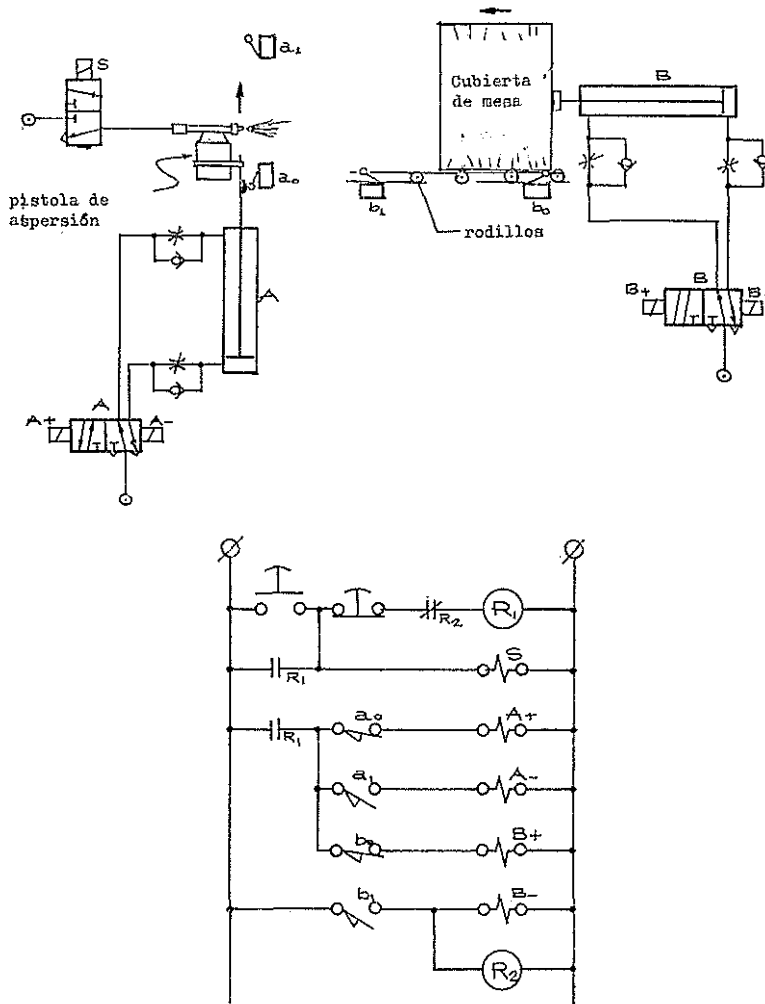 S
a₁
pistola de
aspersión
a₀
A
A
A+
A-
Cubierta
de mesa
B
b₁
b₀
rodillos
B
B+
B
R₂
R₁
R₁
S
R₁
a₀
A+
a₁
A-
b₀
B+
b₁
B-
R₂